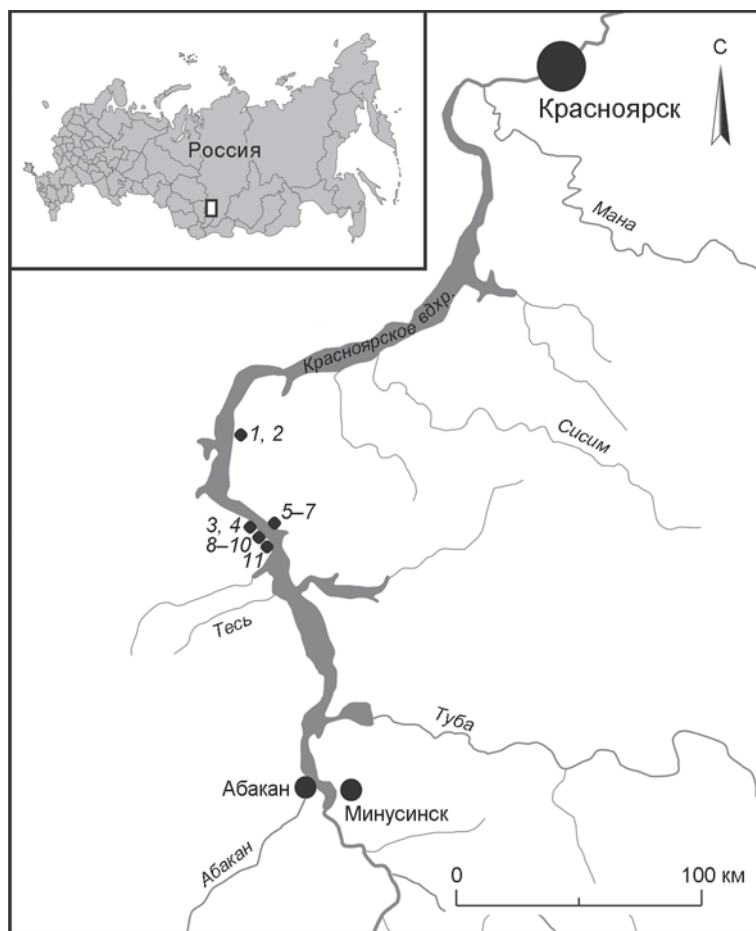 Россия
С
Красноярск
Мана
Красноярское вдхр.
Сисим
1, 2
5–7
3, 4
8–10
11
Тесь
Туба
Абакан
Минусинск
Абакан
0 100 км